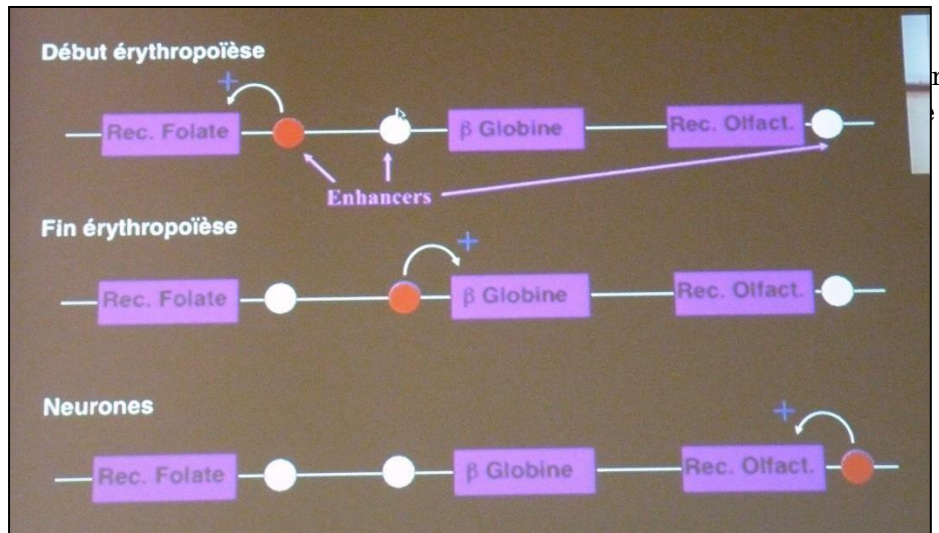 Début érythropoïèse
+
Rec. Folate
β Globine
Rec. Olfact.
Enhancers
Fin érythropoïèse
+
Rec. Folate
β Globine
Rec. Olfact.
Neurones
+
Rec. Folate
β Globine
Rec. Olfact.